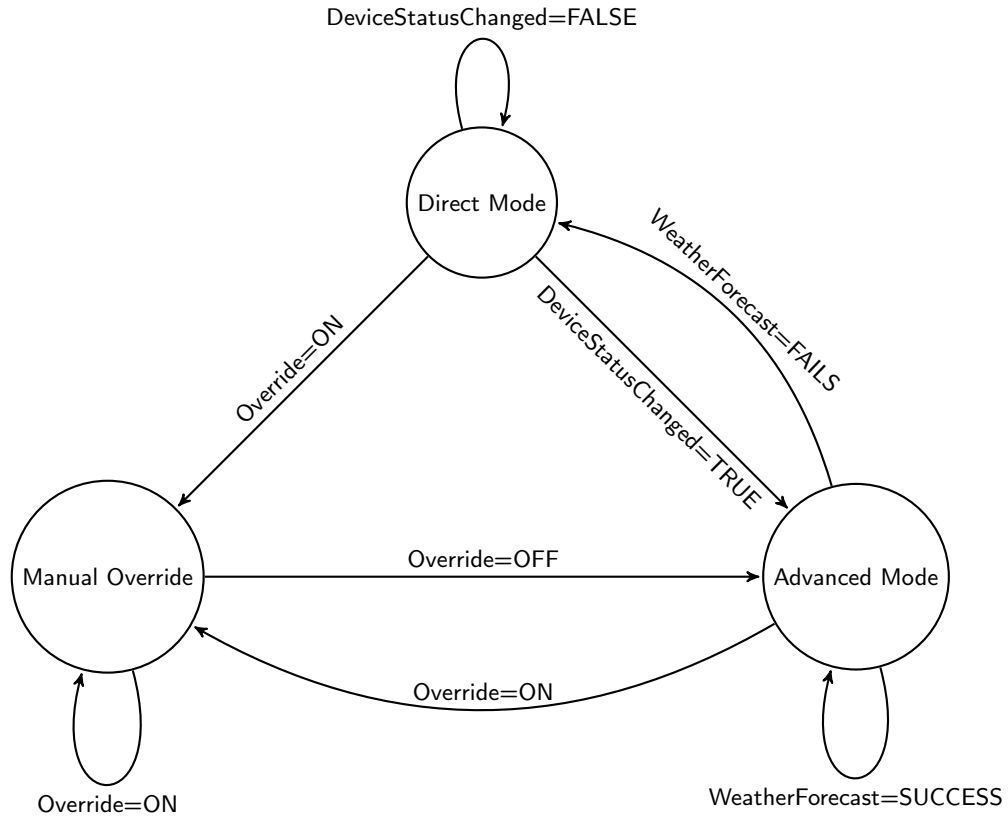 DeviceStatusChanged=FALSE
Direct Mode
WeatherForecast=FAILS
DeviceStatusChanged=TRUE
Override=ON
Manual Override
Override=OFF
Advanced Mode
Override=ON
Override=ON
WeatherForecast=SUCCESS